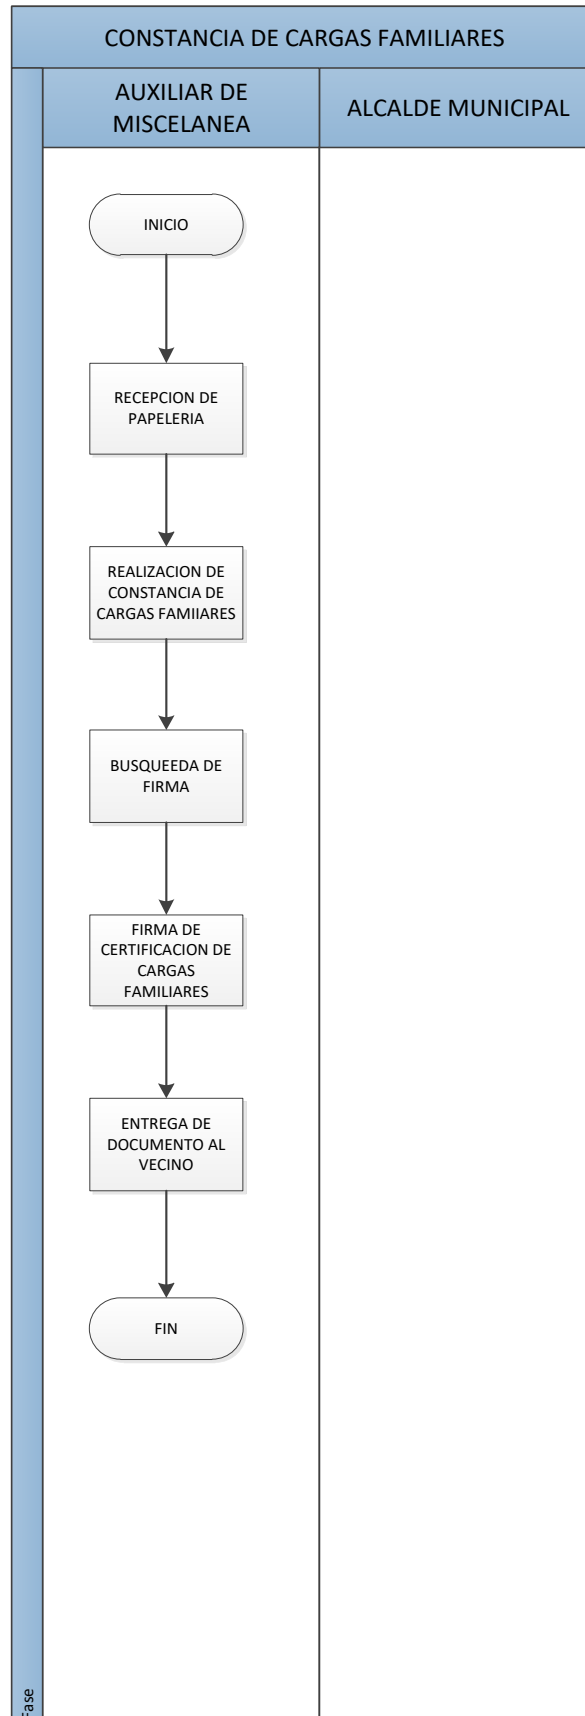 CONSTANCIA DE CARGAS FAMILIARES
AUXILIAR DE
MISCELANEA
ALCALDE MUNICIPAL
INICIO
RECEPCION DE
PAPELERIA
REALIZACION DE
CONSTANCIA DE
CARGAS FAMIIARES
BUSQUEEDA DE
FIRMA
FIRMA DE
CERTIFICACION DE
CARGAS
FAMILIARES
ENTREGA DE
DOCUMENTO AL
VECINO
FIN
Fase